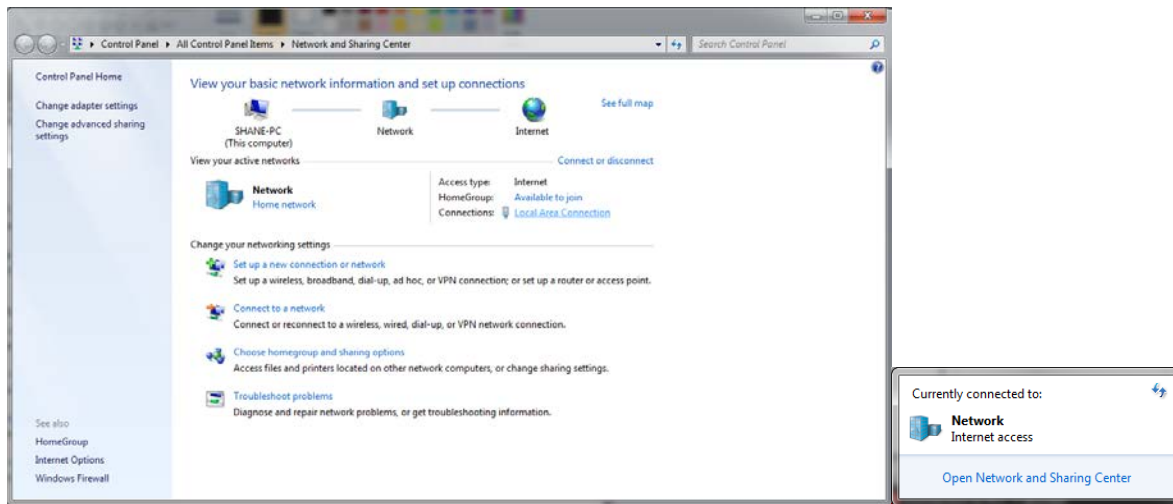 Control Panel ▸ All Control Panel Items ▸ Network and Sharing Center
Search Control Panel
Control Panel Home
Change adapter settings
Change advanced sharing
settings
See also
HomeGroup
Internet Options
Windows Firewall
View your basic network information and set up connections
See full map
SHANE-PC
(This computer)
Network
Internet
View your active networks
Connect or disconnect
Network
Home network
Access type: Internet
HomeGroup: Available to join
Connections: Local Area Connection
Change your networking settings
Set up a new connection or network
Set up a wireless, broadband, dial-up, ad hoc, or VPN connection; or set up a router or access point.
Connect to a network
Connect or reconnect to a wireless, wired, dial-up, or VPN network connection.
Choose homegroup and sharing options
Access files and printers located on other network computers, or change sharing settings.
Troubleshoot problems
Diagnose and repair network problems, or get troubleshooting information.
Currently connected to:
Network
Internet access
Open Network and Sharing Center